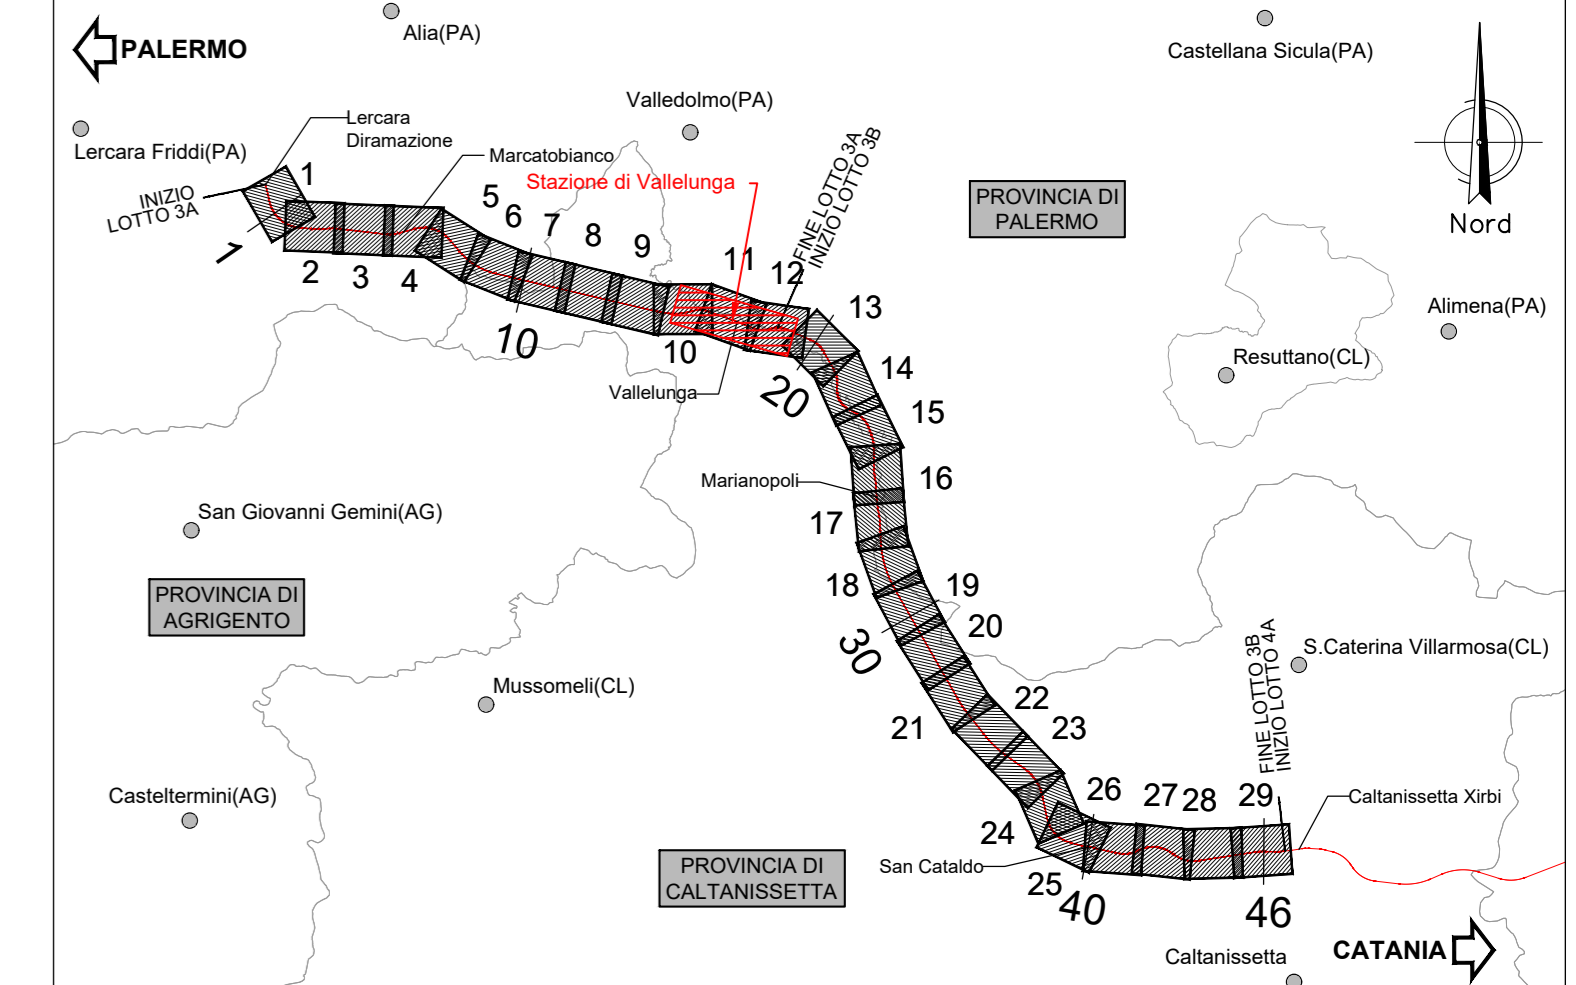 Alia(PA)
Castellana Sicula(PA)
PALERMO
Valledolmo(PA)
Lercara
Diramazione
Lercara Friddi(PA)
Marcatobianco
Stazione di Vallelunga
INIZIO
LOTTO 3A
FINE LOTTO 3A
INIZIO LOTTO 3B
PROVINCIA DI
PALERMO
Nord
1
1
2
3
4
5
6
7
8
9
10
10
11
12
13
20
Vallelunga
Alimena(PA)
Resuttano(CL)
14
15
Marianopoli
16
17
San Giovanni Gemini(AG)
PROVINCIA DI
AGRIGENTO
18
19
20
30
S.Caterina Villarmosa(CL)
FINE LOTTO 3B
INIZIO LOTTO 4A
Mussomeli(CL)
21
22
23
Casteltermini(AG)
24
25
26
27
28
29
Caltanissetta Xirbi
PROVINCIA DI
CALTANISSETTA
San Cataldo
40
46
CATANIA
Caltanissetta